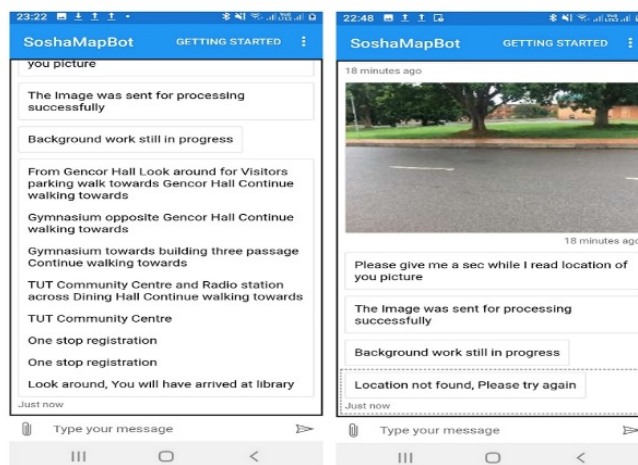 23:22
SoshaMapBot GETTING STARTED
you picture
The Image was sent for processing
successfully
Background work still in progress
From Gencor Hall Look around for Visitors
parking walk towards Gencor Hall Continue
walking towards
Gymnasium opposite Gencor Hall Continue
walking towards
Gymnasium towards building three passage
Continue walking towards
TUT Community Centre and Radio station
across Dining Hall Continue walking towards
TUT Community Centre
One stop registration
One stop registration
Look around, You will have arrived at library
Just now
Type your message
22:48
SoshaMapBot GETTING STARTED
18 minutes ago
18 minutes ago
Please give me a sec while I read location of
you picture
The Image was sent for processing
successfully
Background work still in progress
Location not found, Please try again
Just now
Type your message